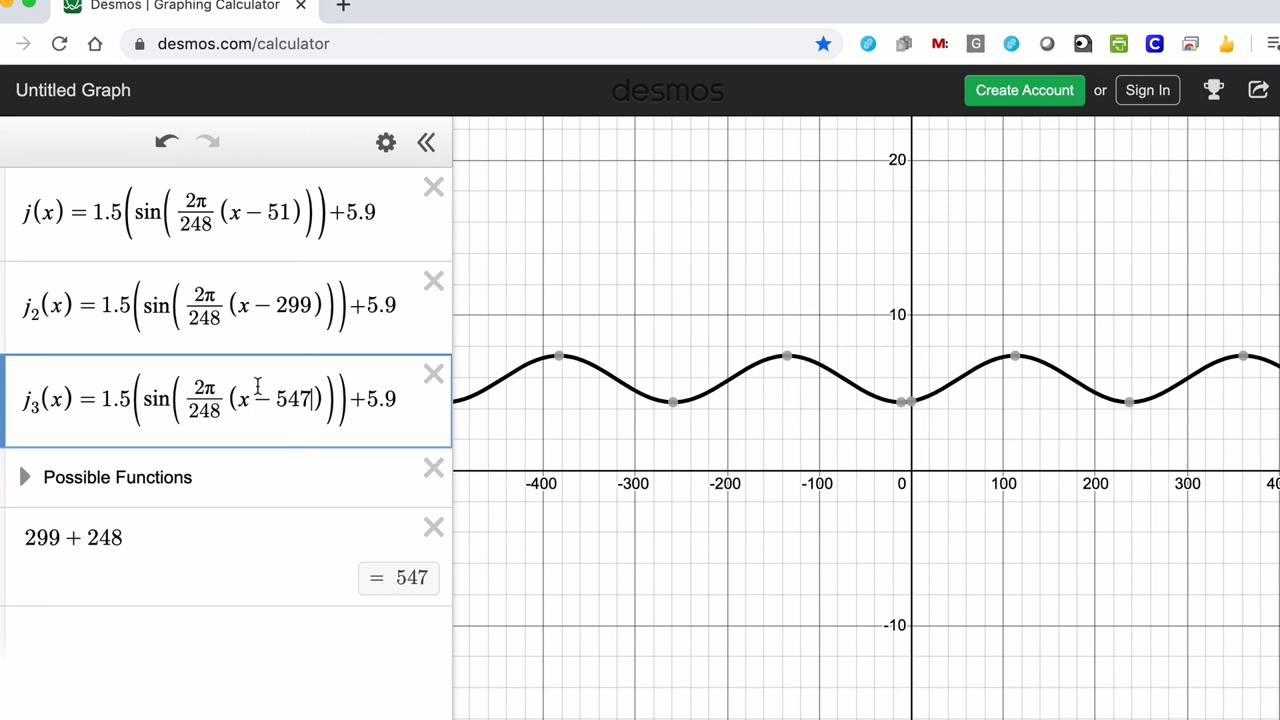 Desmos | Graphing Calculator
desmos.com/calculator
M:
G
C
Untitled Graph
desmos
Create Account or Sign In
j(x) = 1.5(sin(2π/248(x − 51)))+5.9
j₂(x) = 1.5(sin(2π/248(x − 299)))+5.9
j₃(x) = 1.5(sin(2π/248(x − 547)))+5.9
Possible Functions
299 + 248
= 547
20
10
-400 -300 -200 -100 0 100 200 300 40
-10